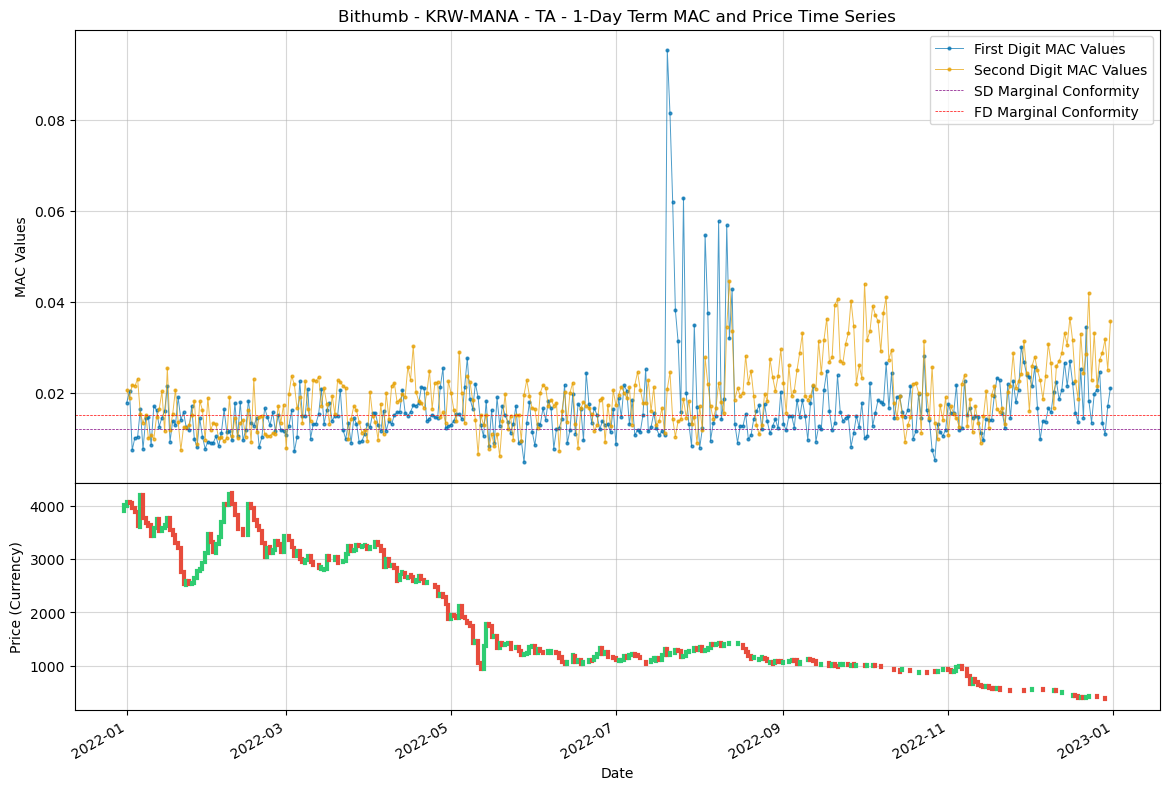 Bithumb - KRW-MANA - TA - 1-Day Term MAC and Price Time Series
First Digit MAC Values
Second Digit MAC Values
SD Marginal Conformity
FD Marginal Conformity
MAC Values
0.08
0.06
0.04
0.02
Price (Currency)
4000
3000
2000
1000
2022-01
2022-03
2022-05
2022-07
2022-09
2022-11
2023-01
Date